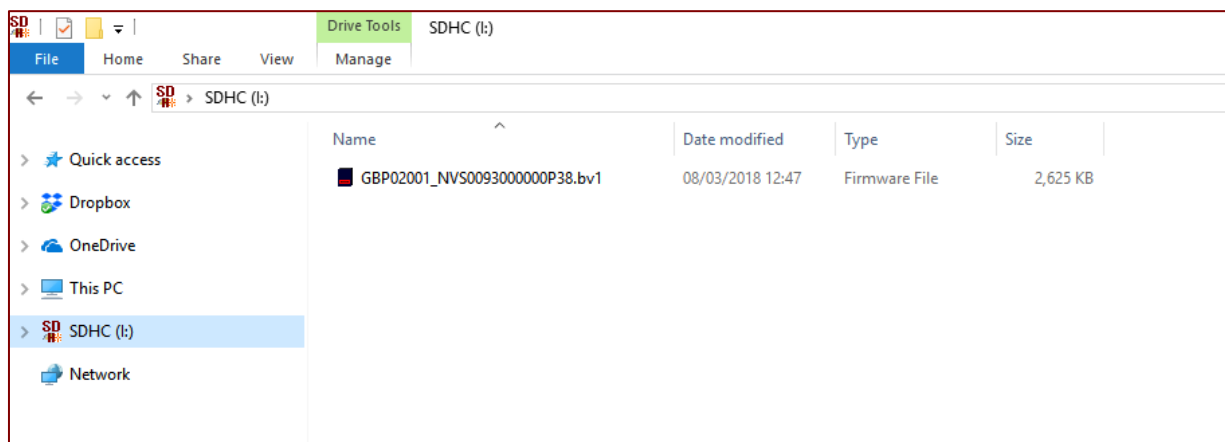 Drive Tools SDHC (I:)
File Home Share View Manage
SDHC (I:)
Name Date modified Type Size
Quick access
GBP02001_NVS0093000000P38.bv1 08/03/2018 12:47 Firmware File 2,625 KB
Dropbox
OneDrive
This PC
SD SDHC (I:)
Network